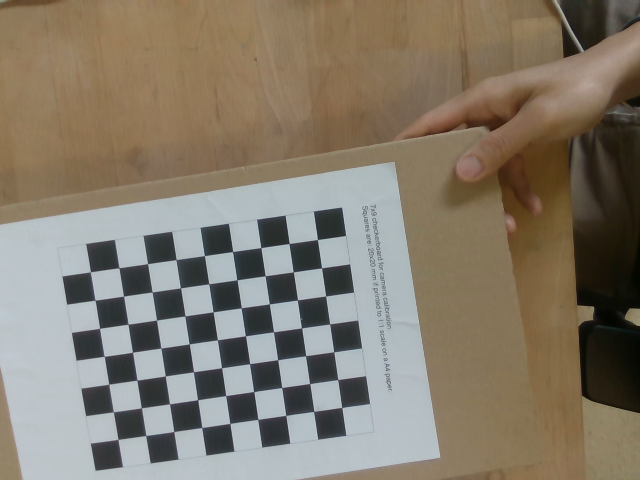 7x9 checkerboard for camera calibration.
Squares are: 20x20 mm if printed to 1:1 scale on a A4 paper.